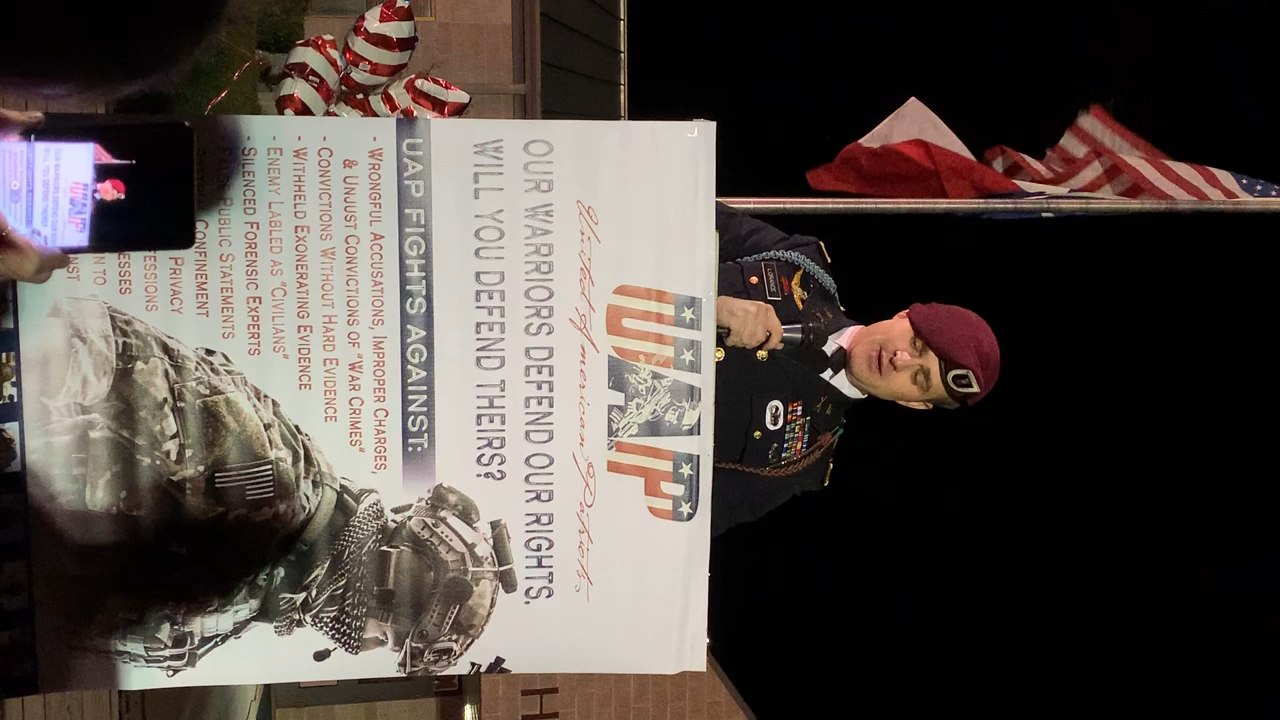 UAP
United American Patriots
OUR WARRIORS DEFEND OUR RIGHTS.
WILL YOU DEFEND THEIRS?
UAP FIGHTS AGAINST:
- WRONGFUL ACCUSATIONS, IMPROPER CHARGES,
& UNJUST CONVICTIONS OF "WAR CRIMES"
- CONVICTIONS WITHOUT HARD EVIDENCE
- WITHHELD EXONERATING EVIDENCE
- ENEMY LABLED AS "CIVILIANS"
- SILENCED FORENSIC EXPERTS
PUBLIC STATEMENTS
CONFINEMENT
PRIVACY
LORANCE
H